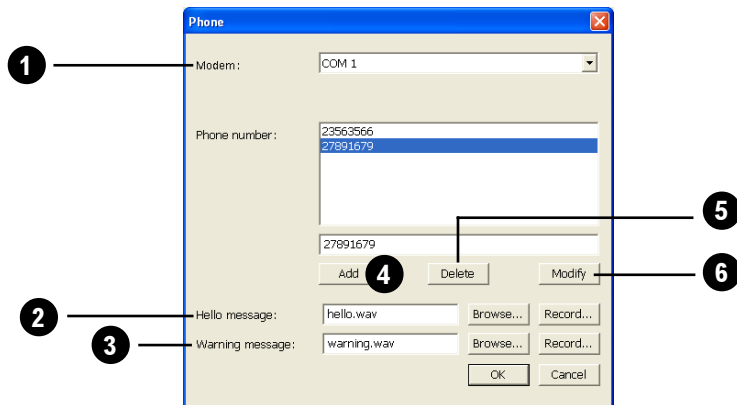 Phone
1 Modem: COM 1
Phone number: 23563566
27891679
5
27891679
Add 4 Delete Modify 6
2 Hello message: hello.wav Browse... Record...
3 Warning message: warning.wav Browse... Record...
OK Cancel